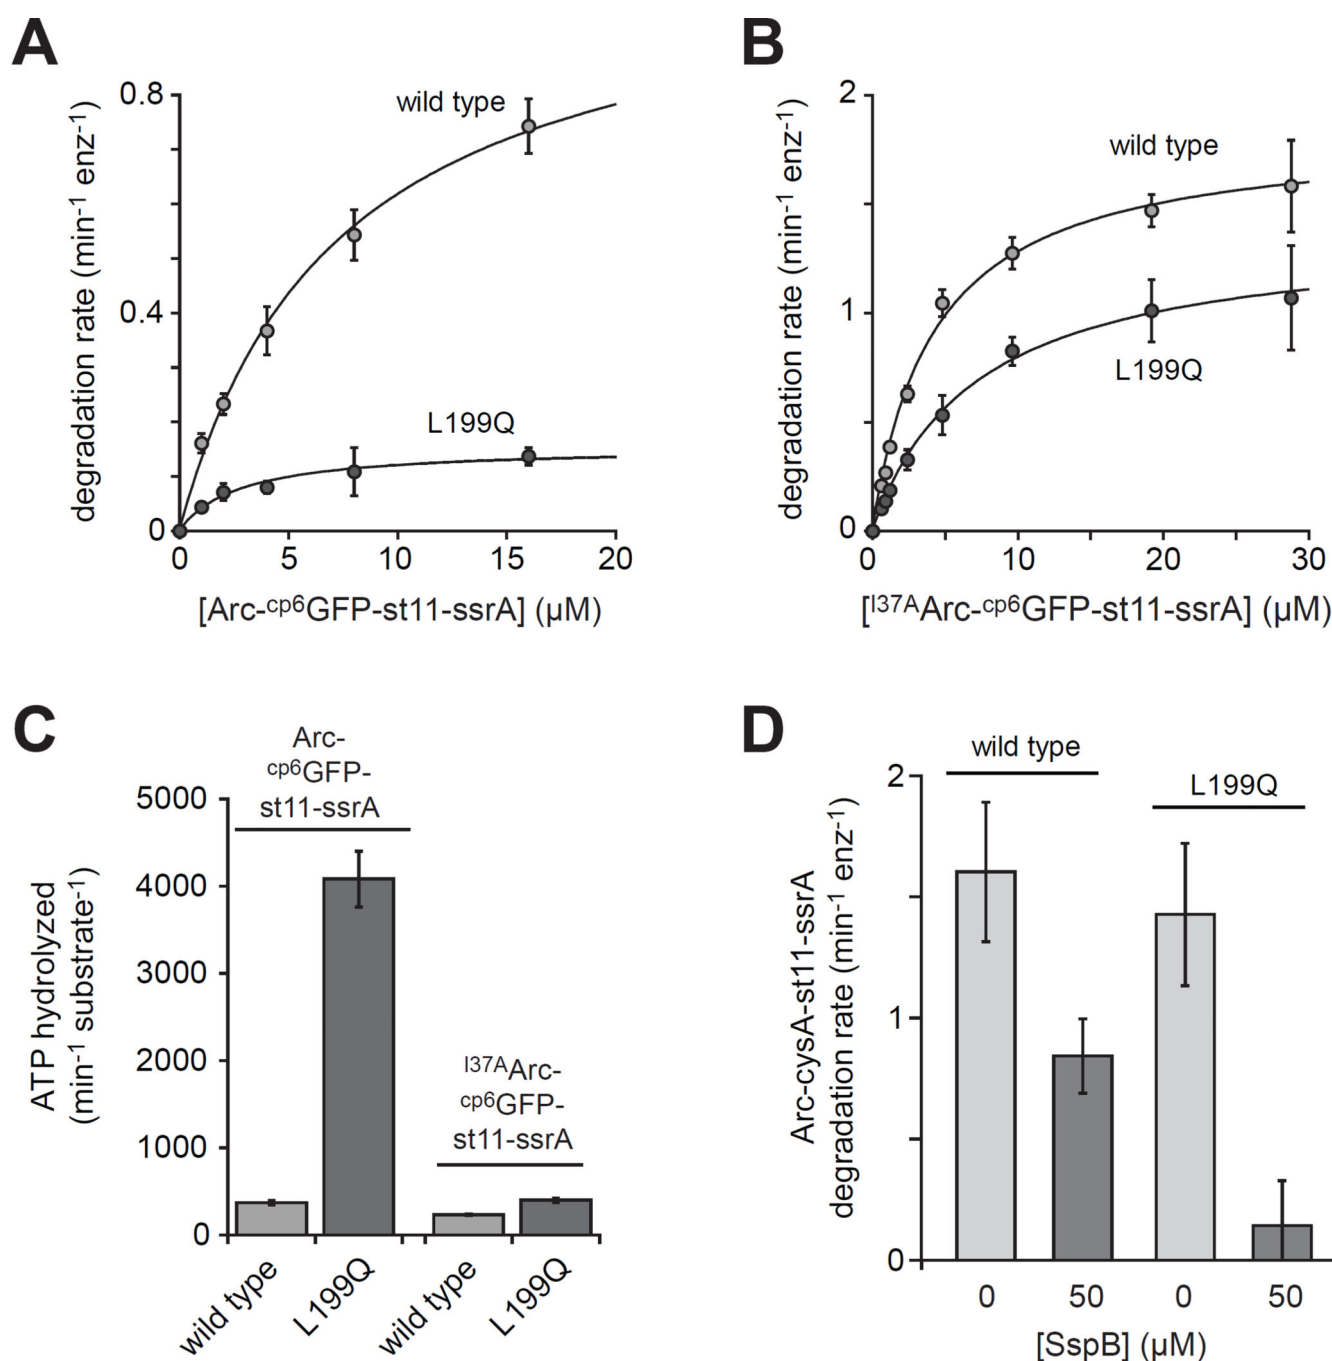 A
0.8
0.4
0
degradation rate (min⁻¹ enz⁻¹)
wild type
L199Q
0 5 10 15 20
[Arc-ᶜᵖ⁶GFP-st11-ssrA] (µM)
B
2
1
0
degradation rate (min⁻¹ enz⁻¹)
wild type
L199Q
0 10 20 30
[ᴵ³⁷ᴬArc-ᶜᵖ⁶GFP-st11-ssrA] (µM)
C
Arc-
ᶜᵖ⁶GFP-
st11-ssrA
5000
4000
3000
2000
1000
0
ATP hydrolyzed
(min⁻¹ substrate⁻¹)
ᴵ³⁷ᴬArc-
ᶜᵖ⁶GFP-
st11-ssrA
wild type
L199Q
wild type
L199Q
D
wild type
L199Q
2
1
0
Arc-cysA-st11-ssrA
degradation rate (min⁻¹ enz⁻¹)
0 50 0 50
[SspB] (µM)